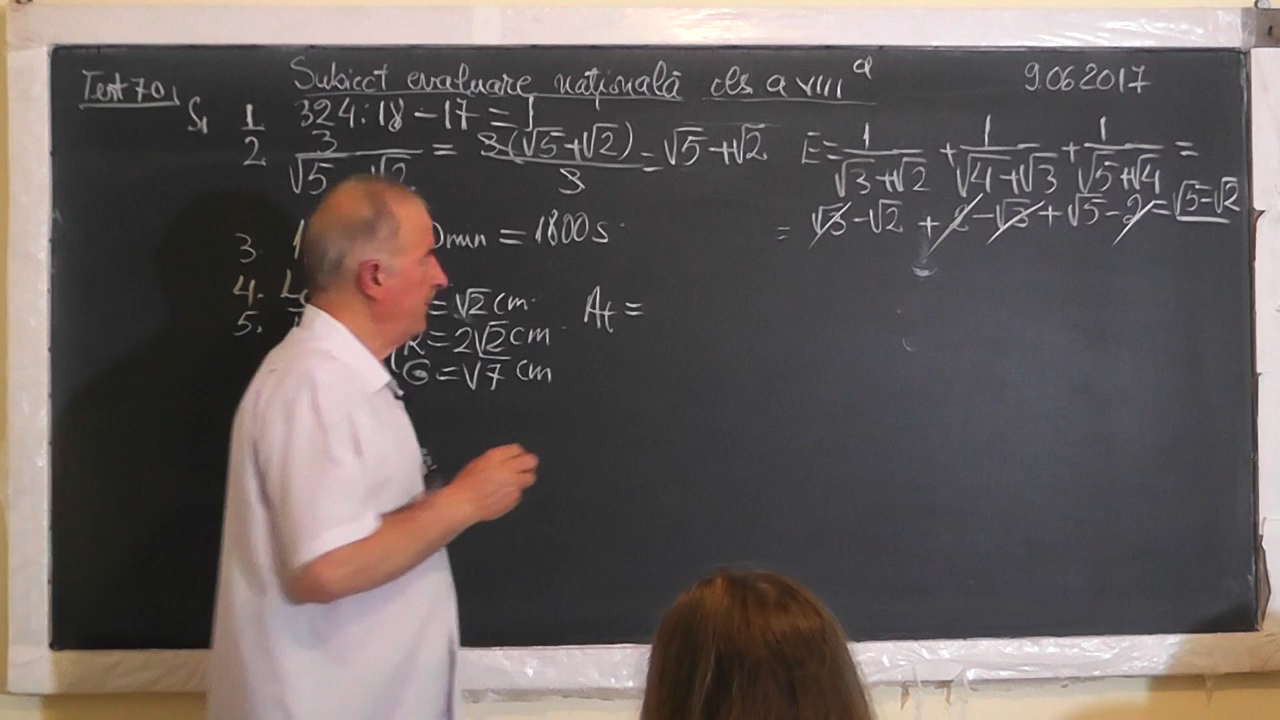 Test 70, Subiect evaluare națională cls a VIII a 9.06.2017
S1 1 324:18-17=1
2 3/(√5-√2) = 3(√5+√2)/3 = √5+√2
E = 1/(√3+√2) + 1/(√4+√3) + 1/(√5+√4) =
= √3-√2 + 2-√3 + √5-2 = √5-√2
3. min = 1800 s.
4. = √2 cm.
5. R = 2√2 cm.
G = √7 cm
At =